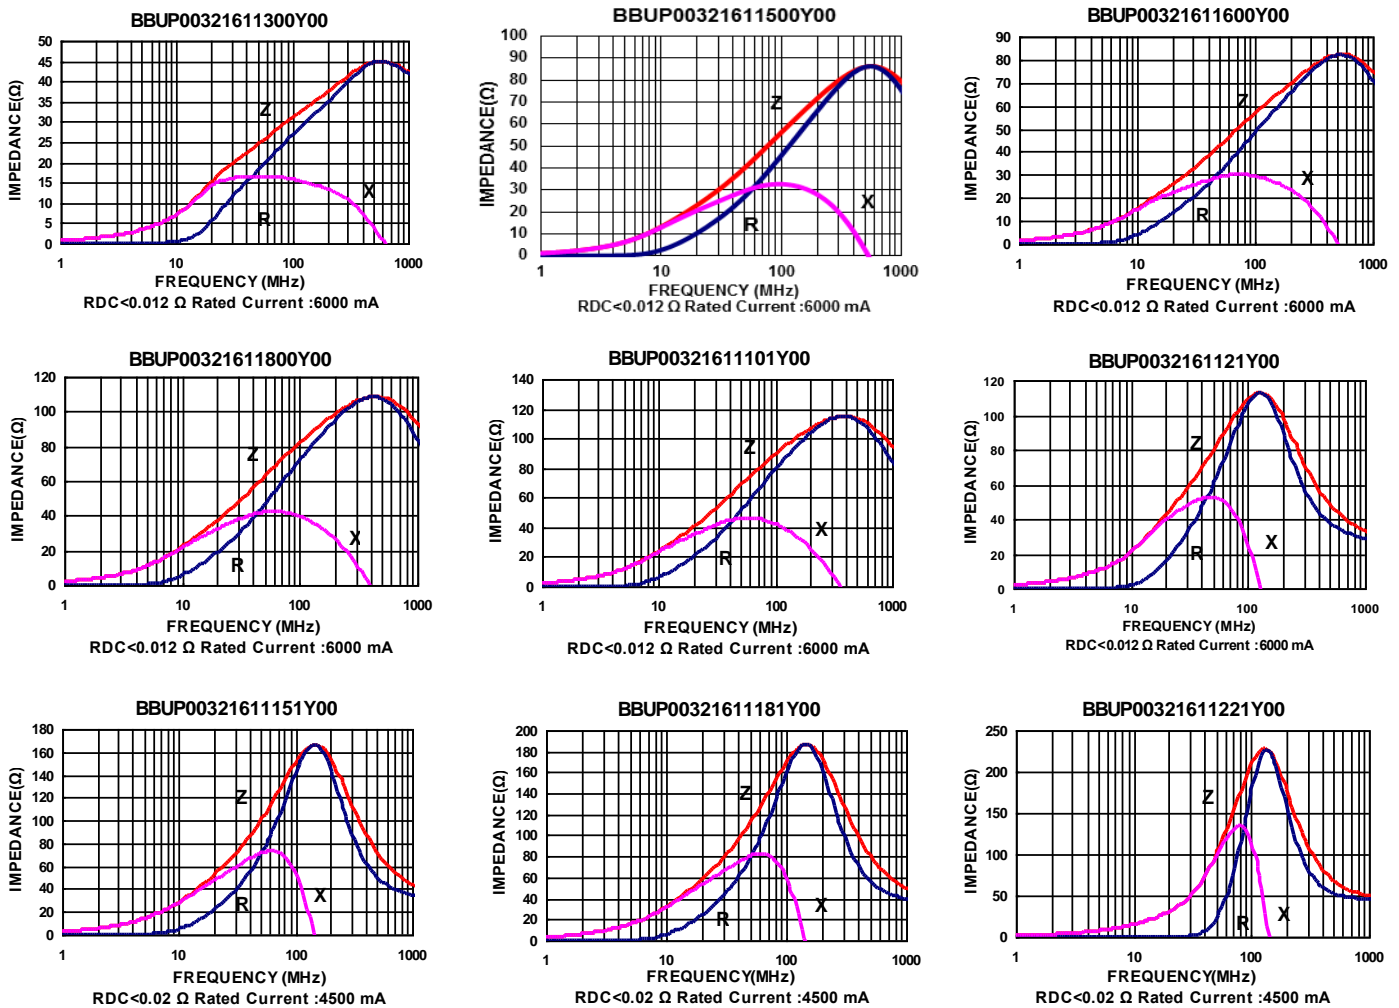 BBUP00321611300Y00
IMPEDANCE(Ω)
50
45
40
35
30
25
20
15
10
5
0
Z
X
R
1 10 100 1000
FREQUENCY (MHz)
RDC<0.012 Ω Rated Current :6000 mA
BBUP00321611500Y00
IMPEDANCE(Ω)
100
90
80
70
60
50
40
30
20
10
0
Z
X
R
1 10 100 1000
FREQUENCY (MHz)
RDC<0.012 Ω Rated Current :6000 mA
BBUP00321611600Y00
IMPEDANCE(Ω)
90
80
70
60
50
40
30
20
10
0
Z
X
R
1 10 100 1000
FREQUENCY (MHz)
RDC<0.012 Ω Rated Current :6000 mA
BBUP00321611800Y00
IMPEDANCE(Ω)
120
100
80
60
40
20
0
Z
X
R
1 10 100 1000
FREQUENCY (MHz)
RDC<0.012 Ω Rated Current :6000 mA
BBUP00321611101Y00
IMPEDANCE(Ω)
140
120
100
80
60
40
20
0
Z
X
R
1 10 100 1000
FREQUENCY (MHz)
RDC<0.012 Ω Rated Current :6000 mA
BBUP0032161121Y00
IMPEDANCE(Ω)
120
100
80
60
40
20
0
Z
X
R
1 10 100 1000
FREQUENCY (MHz)
RDC<0.012 Ω Rated Current :6000 mA
BBUP00321611151Y00
IMPEDANCE(Ω)
180
160
140
120
100
80
60
40
20
0
Z
X
R
1 10 100 1000
FREQUENCY (MHz)
RDC<0.02 Ω Rated Current :4500 mA
BBUP00321611181Y00
IMPEDANCE(Ω)
200
180
160
140
120
100
80
60
40
20
0
Z
X
R
1 10 100 1000
FREQUENCY (MHz)
RDC<0.02 Ω Rated Current :4500 mA
BBUP00321611221Y00
IMPEDANCE(Ω)
250
200
150
100
50
0
Z
X
R
1 10 100 1000
FREQUENCY(MHz)
RDC<0.02 Ω Rated Current :4500 mA